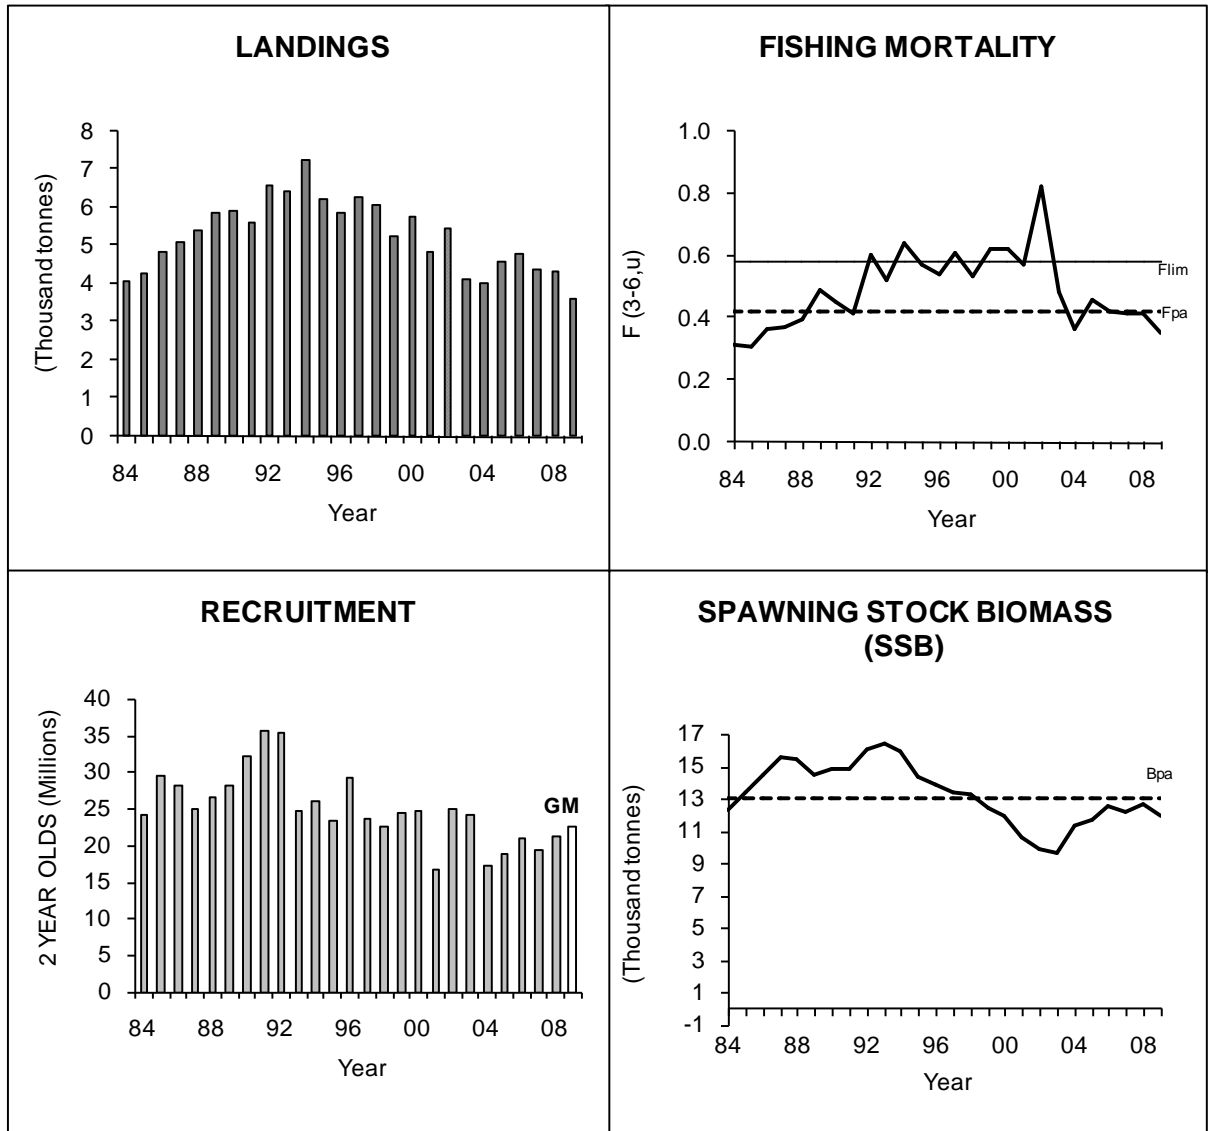 LANDINGS
(Thousand tonnes)
8
7
6
5
4
3
2
1
0
84 88 92 96 00 04 08
Year
FISHING MORTALITY
F (3-6,u)
1.0
0.8
0.6
0.4
0.2
0.0
Flim
Fpa
84 88 92 96 00 04 08
Year
RECRUITMENT
2 YEAR OLDS (Millions)
40
35
30
25
20
15
10
5
0
GM
84 88 92 96 00 04 08
Year
SPAWNING STOCK BIOMASS
(SSB)
(Thousand tonnes)
17
15
13
11
9
7
5
3
1
-1
Bpa
84 88 92 96 00 04 08
Year